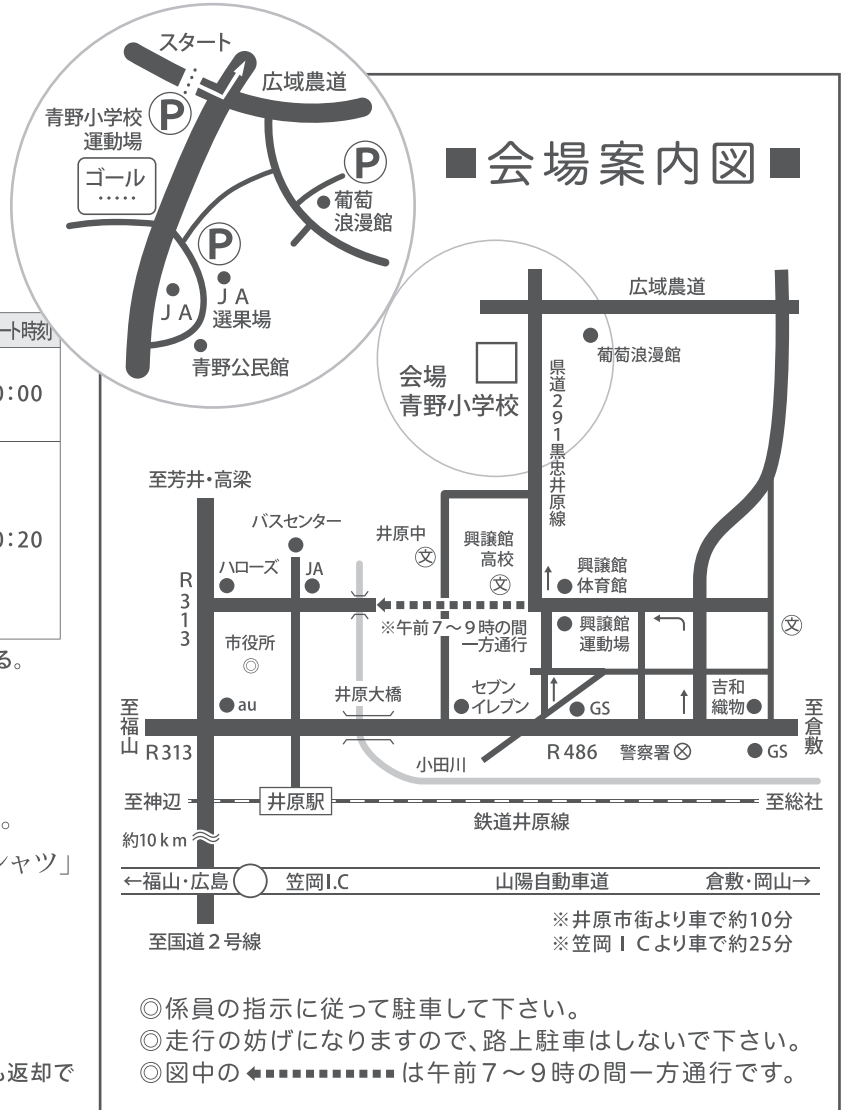 スタート
広域農道
青野小学校
運動場
P
ゴール
.....
P
葡萄
浪漫館
P
JA
JA
選果場
青野公民館
■会場案内図■
ート時刻
0：00
0：20
る。
。
シャツ」
も返却で
広域農道
葡萄浪漫館
会場
青野小学校
県道291黒忠井原線
至芳井・高梁
バスセンター
井原中
文
興譲館
高校
文
ハローズ
JA
R313
興譲館
体育館
※午前7～9時の間
一方通行
興譲館
運動場
文
市役所
◎
au
井原大橋
セブン
イレブン
GS
吉和
織物
至福山
至倉敷
R313
小田川
R486
警察署
GS
至神辺
井原駅
鉄道井原線
至総社
約10km
←福山・広島
笠岡I.C
山陽自動車道
倉敷・岡山→
至国道2号線
※井原市街より車で約10分
※笠岡ICより車で約25分
◎係員の指示に従って駐車して下さい。
◎走行の妨げになりますので、路上駐車はしないで下さい。
◎図中の は午前7～9時の間一方通行です。